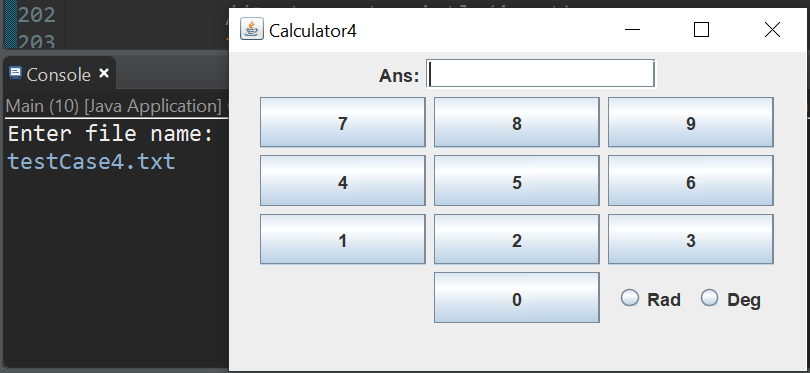 202
203
Console
Main (10) [Java Application]
Enter file name:
testCase4.txt
Calculator4
Ans:
7 8 9
4 5 6
1 2 3
0 Rad Deg